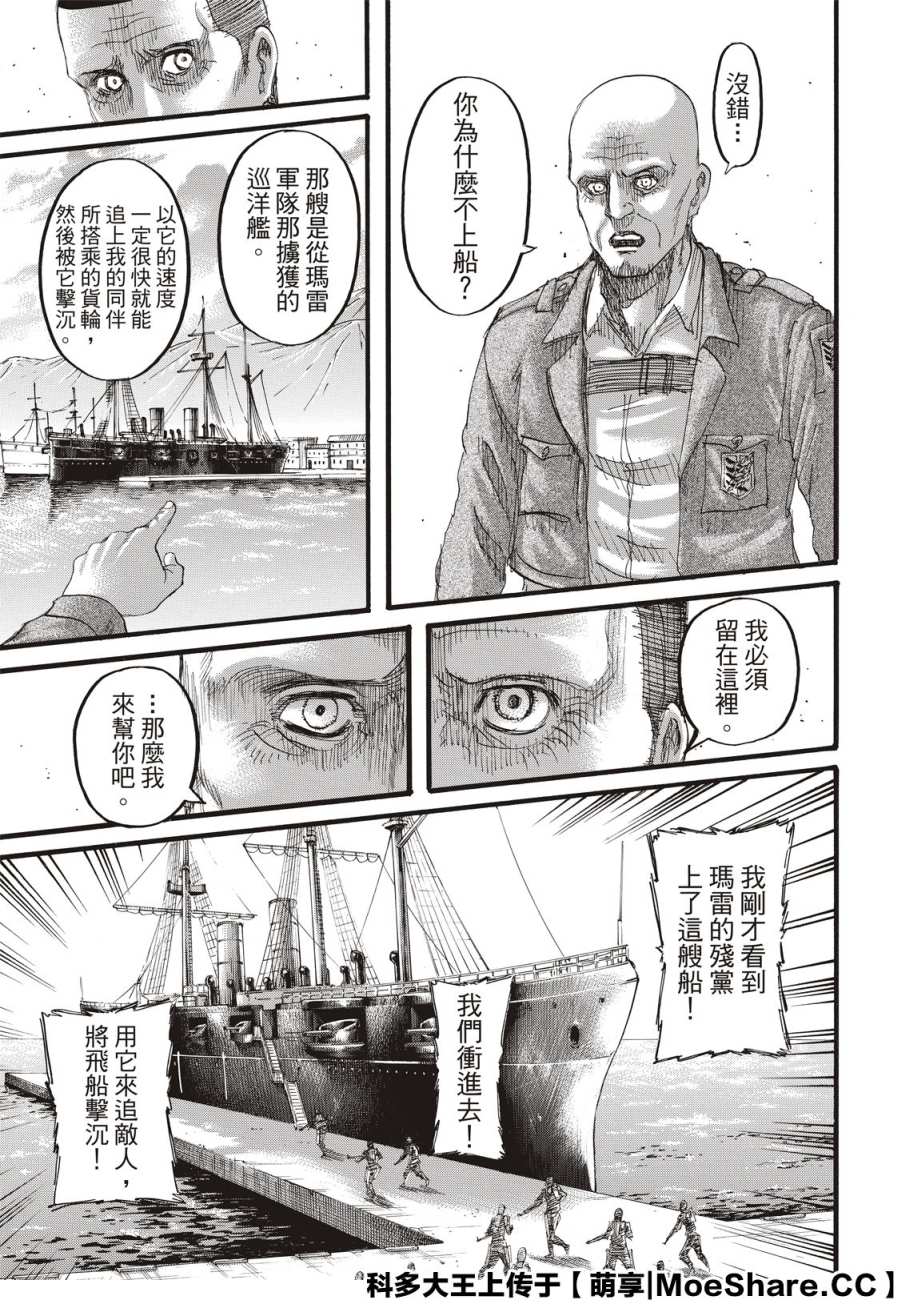 沒錯…
你為什麼不上船？
那艘是從瑪雷
軍隊那擄獲的
巡洋艦。
以它的速度
一定很快就能
追上我的同伴
所搭乘的貨輪，
然後被它擊沉。
我必須
留在這裡。
…那麼我
來幫你吧。
我剛才看到
瑪雷的殘黨
上了這艘船！
我們衝進去！
用它來追敵人，
將飛船擊沉！
科多大王上传于【萌享|MoeShare.CC】